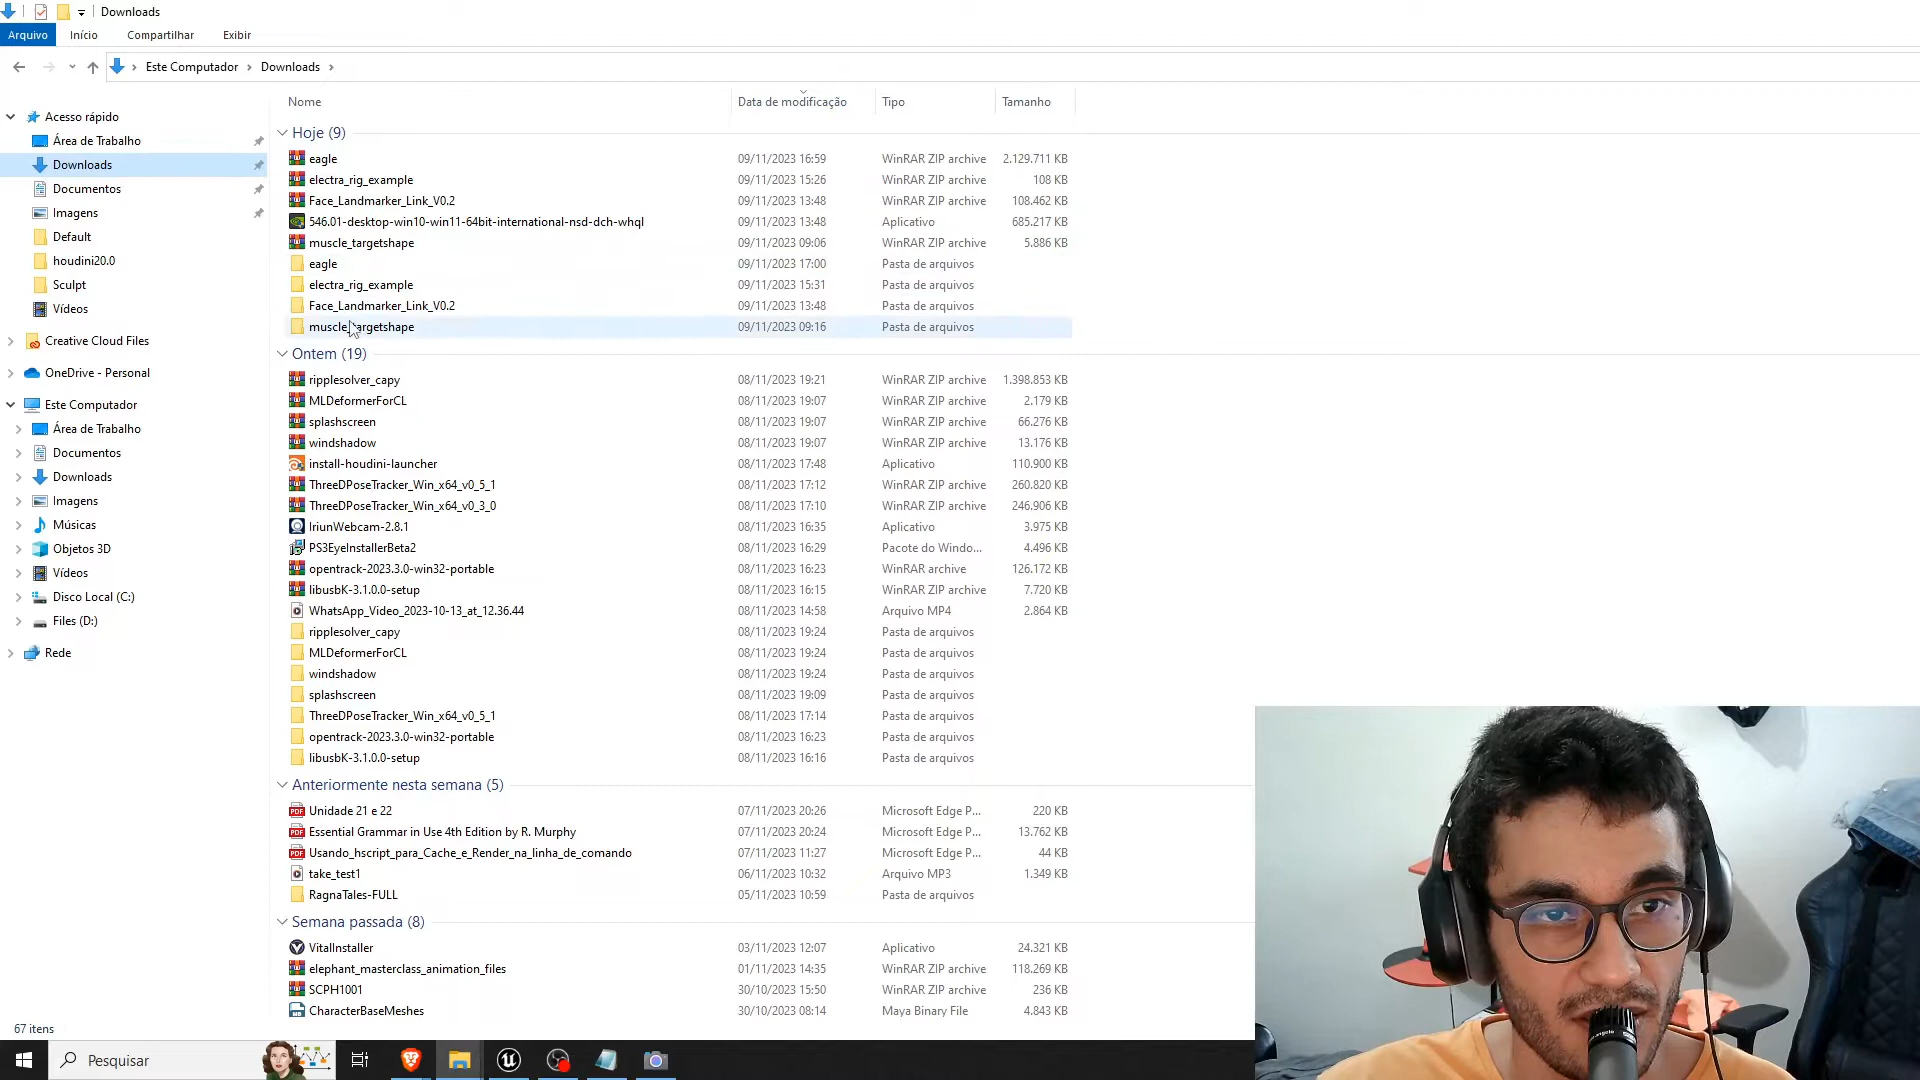 Downloads
Arquivo Início Compartilhar Exibir
Este Computador Downloads
Nome Data de modificação Tipo Tamanho
Acesso rápido
Área de Trabalho
Downloads
Documentos
Imagens
Default
houdini20.0
Sculpt
Vídeos
Creative Cloud Files
OneDrive - Personal
Este Computador
Área de Trabalho
Documentos
Downloads
Imagens
Músicas
Objetos 3D
Vídeos
Disco Local (C:)
Files (D:)
Rede
Hoje (9)
eagle 09/11/2023 16:59 WinRAR ZIP archive 2.129.711 KB
electra_rig_example 09/11/2023 15:26 WinRAR ZIP archive 108 KB
Face_Landmarker_Link_V0.2 09/11/2023 13:48 WinRAR ZIP archive 108.462 KB
546.01-desktop-win10-win11-64bit-international-nsd-dch-whql 09/11/2023 13:48 Aplicativo 685.217 KB
muscle_targetshape 09/11/2023 09:06 WinRAR ZIP archive 5.886 KB
eagle 09/11/2023 17:00 Pasta de arquivos
electra_rig_example 09/11/2023 15:31 Pasta de arquivos
Face_Landmarker_Link_V0.2 09/11/2023 13:48 Pasta de arquivos
muscle_targetshape 09/11/2023 09:16 Pasta de arquivos
Ontem (19)
ripplesolver_capy 08/11/2023 19:21 WinRAR ZIP archive 1.398.853 KB
MLDeformerForCL 08/11/2023 19:07 WinRAR ZIP archive 2.179 KB
splashscreen 08/11/2023 19:07 WinRAR ZIP archive 66.276 KB
windshadow 08/11/2023 19:07 WinRAR ZIP archive 13.176 KB
install-houdini-launcher 08/11/2023 17:48 Aplicativo 110.900 KB
ThreeDPoseTracker_Win_x64_v0_5_1 08/11/2023 17:12 WinRAR ZIP archive 260.820 KB
ThreeDPoseTracker_Win_x64_v0_3_0 08/11/2023 17:10 WinRAR ZIP archive 246.906 KB
IriunWebcam-2.8.1 08/11/2023 16:35 Aplicativo 3.975 KB
PS3EyeInstallerBeta2 08/11/2023 16:29 Pacote do Windo... 4.496 KB
opentrack-2023.3.0-win32-portable 08/11/2023 16:23 WinRAR archive 126.172 KB
libusbK-3.1.0.0-setup 08/11/2023 16:15 WinRAR ZIP archive 7.720 KB
WhatsApp_Video_2023-10-13_at_12.36.44 08/11/2023 14:58 Arquivo MP4 2.864 KB
ripplesolver_capy 08/11/2023 19:24 Pasta de arquivos
MLDeformerForCL 08/11/2023 19:24 Pasta de arquivos
windshadow 08/11/2023 19:24 Pasta de arquivos
splashscreen 08/11/2023 19:09 Pasta de arquivos
ThreeDPoseTracker_Win_x64_v0_5_1 08/11/2023 17:14 Pasta de arquivos
opentrack-2023.3.0-win32-portable 08/11/2023 16:23 Pasta de arquivos
libusbK-3.1.0.0-setup 08/11/2023 16:16 Pasta de arquivos
Anteriormente nesta semana (5)
Unidade 21 e 22 07/11/2023 20:26 Microsoft Edge P... 220 KB
Essential Grammar in Use 4th Edition by R. Murphy 07/11/2023 20:24 Microsoft Edge P... 13.762 KB
Usando_hscript_para_Cache_e_Render_na_linha_de_comando 07/11/2023 11:27 Microsoft Edge P... 44 KB
take_test1 06/11/2023 10:32 Arquivo MP3 1.349 KB
RagnaTales-FULL 05/11/2023 10:59 Pasta de arquivos
Semana passada (8)
VitalInstaller 03/11/2023 12:07 Aplicativo 24.321 KB
elephant_masterclass_animation_files 01/11/2023 14:35 WinRAR ZIP archive 118.269 KB
SCPH1001 30/10/2023 15:50 WinRAR ZIP archive 236 KB
CharacterBaseMeshes 30/10/2023 08:14 Maya Binary File 4.843 KB
67 itens
Pesquisar